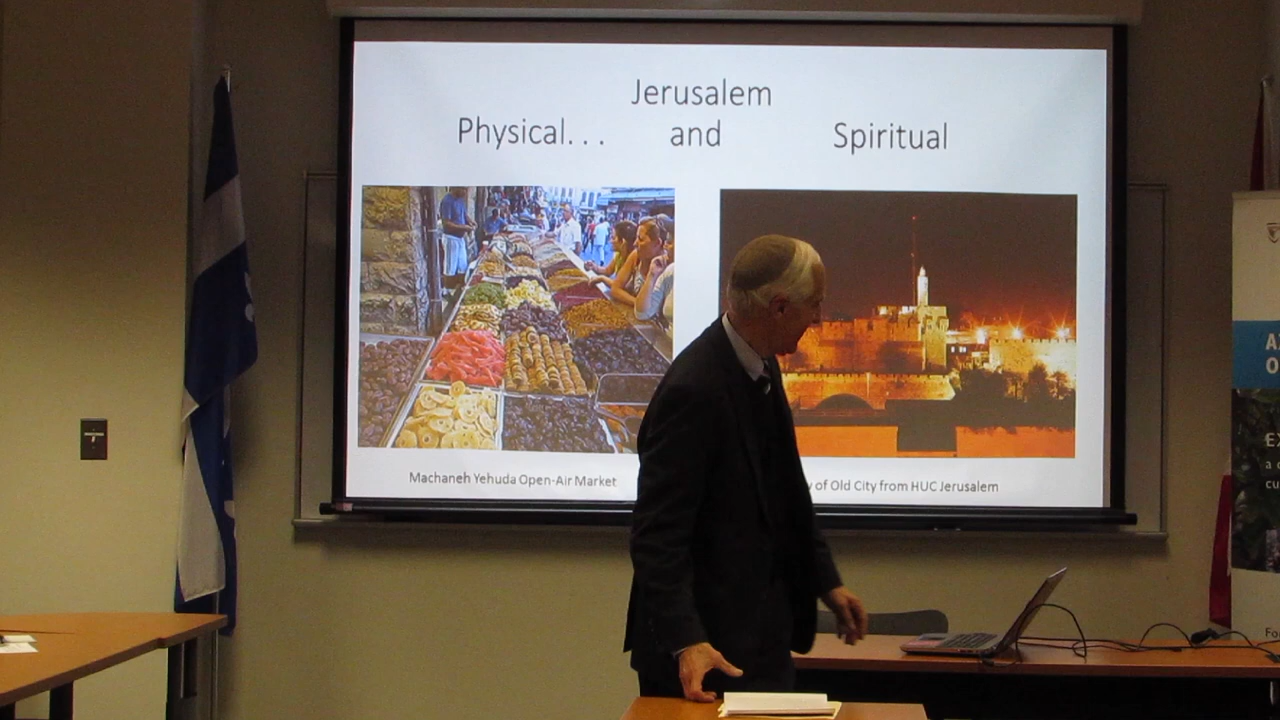 Jerusalem
Physical. . . and Spiritual
Machaneh Yehuda Open-Air Market
of Old City from HUC Jerusalem